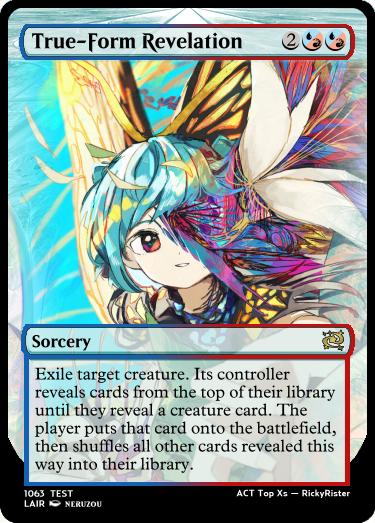 True-Form Revelation 2
Sorcery
Exile target creature. Its controller
reveals cards from the top of their library
until they reveal a creature card. The
player puts that card onto the battlefield,
then shuffles all other cards revealed this
way into their library.
1063 TEST
ACT Top Xs — RickyRister
LAIR NERUZOU